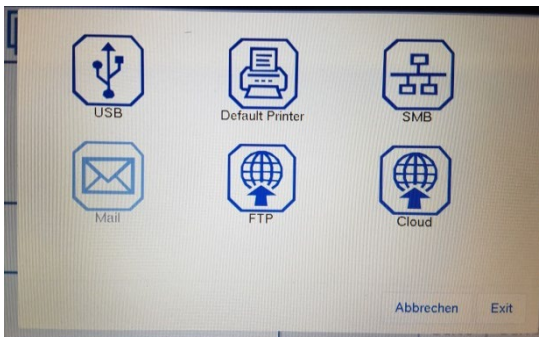 USB
Default Printer
SMB
Mail
FTP
Cloud
Abbrechen
Exit